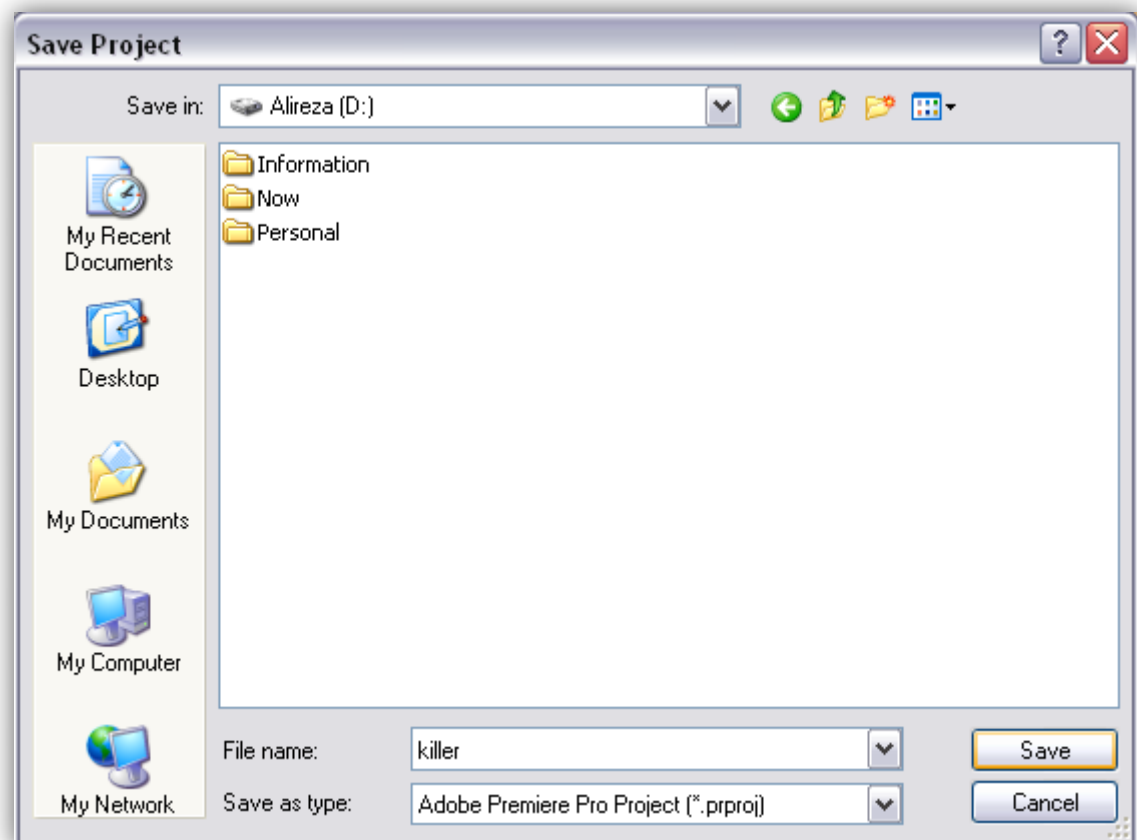 Save Project
Save in:
Alireza (D:)
My Recent
Documents
Desktop
My Documents
My Computer
My Network
Information
Now
Personal
File name:
killer
Save
Save as type:
Adobe Premiere Pro Project (*.prproj)
Cancel